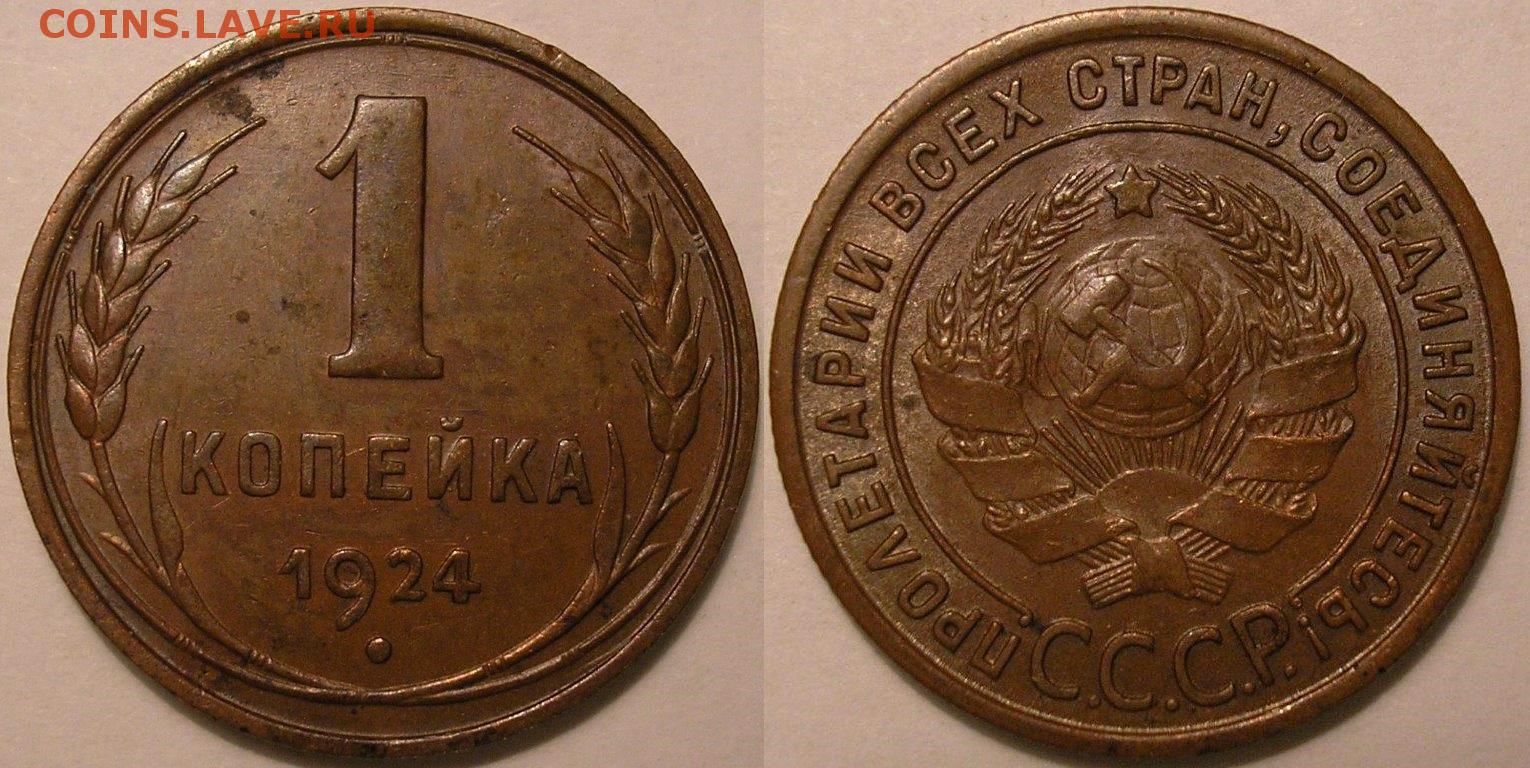 COINS.LAVE.RU
1
КОПЕЙКА
1924
ПРОЛЕТАРИИ ВСЕХ СТРАН, СОЕДИНЯЙТЕСЬ!
С.С.С.Р.